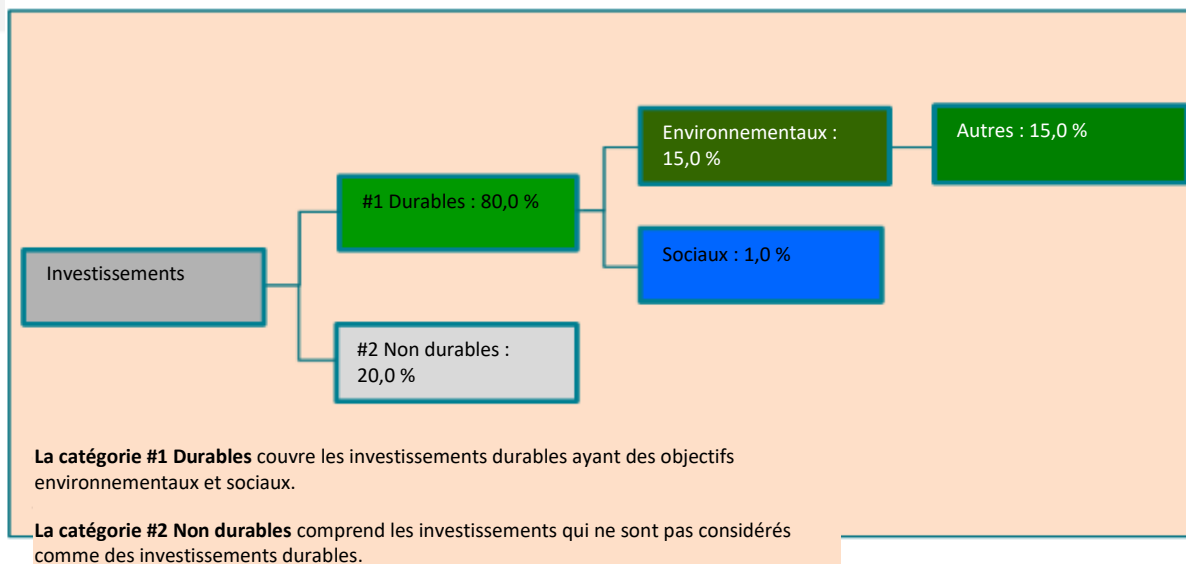 Investissements
#1 Durables : 80,0 %
#2 Non durables :
20,0 %
Environnementaux :
15,0 %
Sociaux : 1,0 %
Autres : 15,0 %
La catégorie #1 Durables couvre les investissements durables ayant des objectifs
environnementaux et sociaux.
La catégorie #2 Non durables comprend les investissements qui ne sont pas considérés
comme des investissements durables.